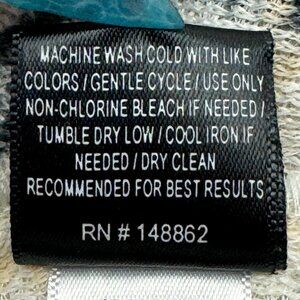 MACHINE WASH COLD WITH LIKE
COLORS / GENTLE CYCLE / USE ONLY
NON-CHLORINE BLEACH IF NEEDED /
TUMBLE DRY LOW / COOL IRON IF
NEEDED / DRY CLEAN
RECOMMENDED FOR BEST RESULTS
RN # 148862